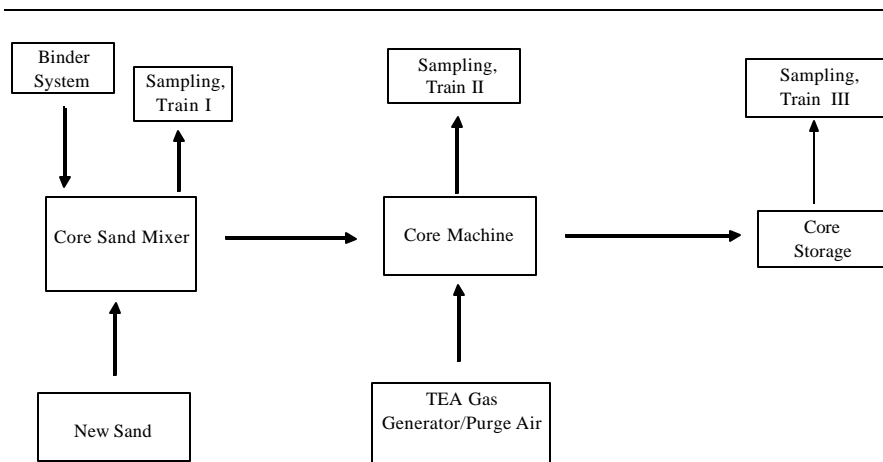 Binder
System
Sampling,
Train I
Sampling,
Train II
Sampling,
Train III
Core Sand Mixer
Core Machine
Core
Storage
New Sand
TEA Gas
Generator/Purge Air